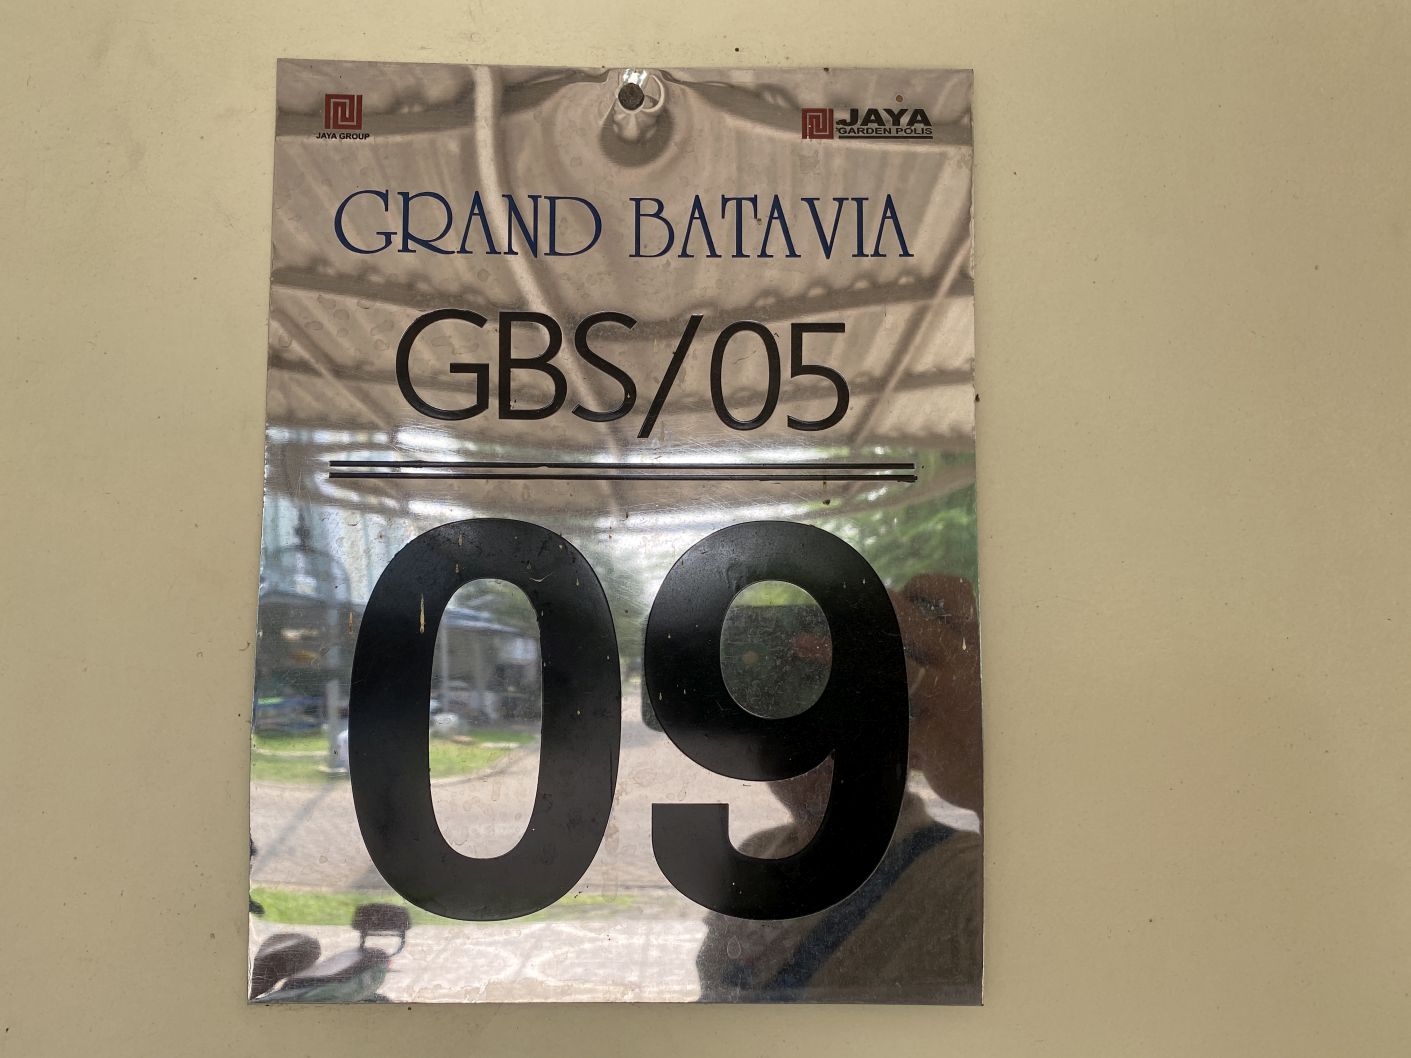 JAYA GROUP
JAYA
GARDEN POLIS
GRAND BATAVIA
GBS/05
09